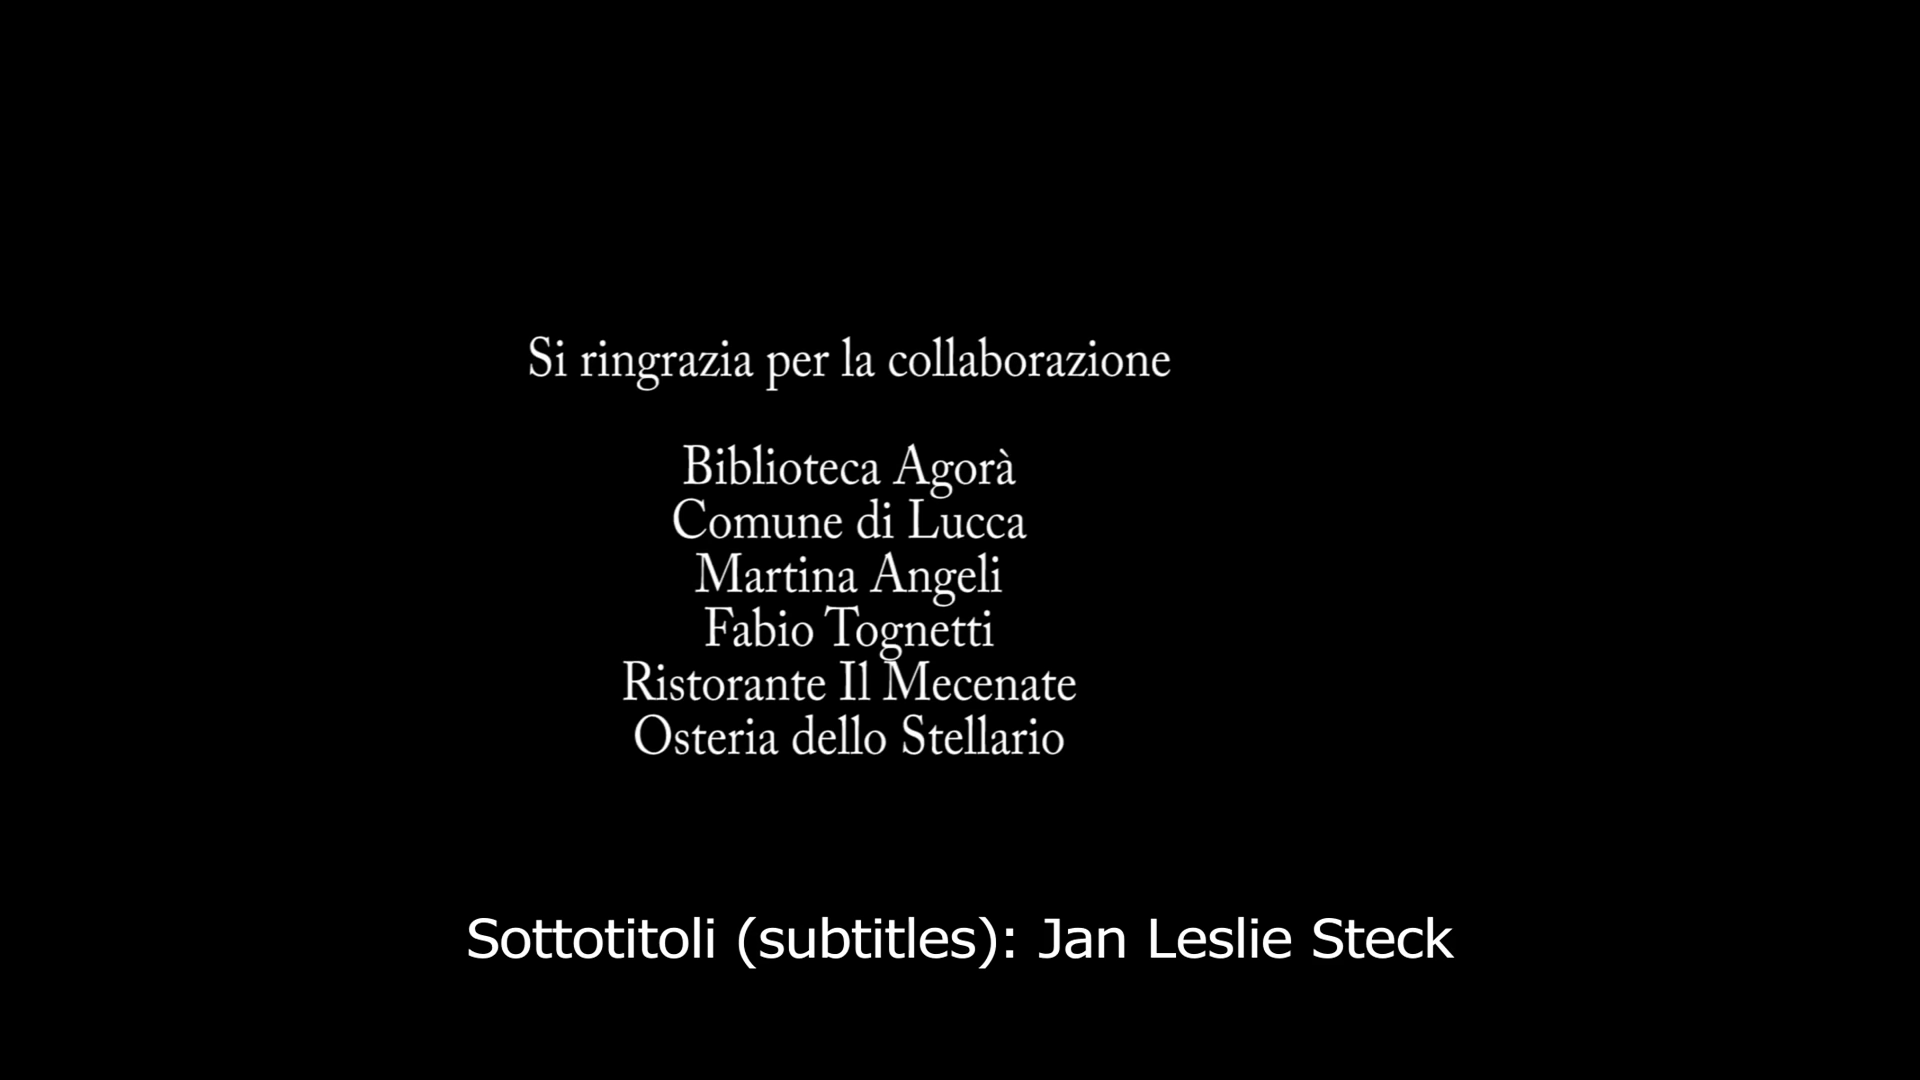 Si ringrazia per la collaborazione
Biblioteca Agorà
Comune di Lucca
Martina Angeli
Fabio Tognetti
Ristorante Il Mecenate
Osteria dello Stellario
Sottotitoli (subtitles): Jan Leslie Steck